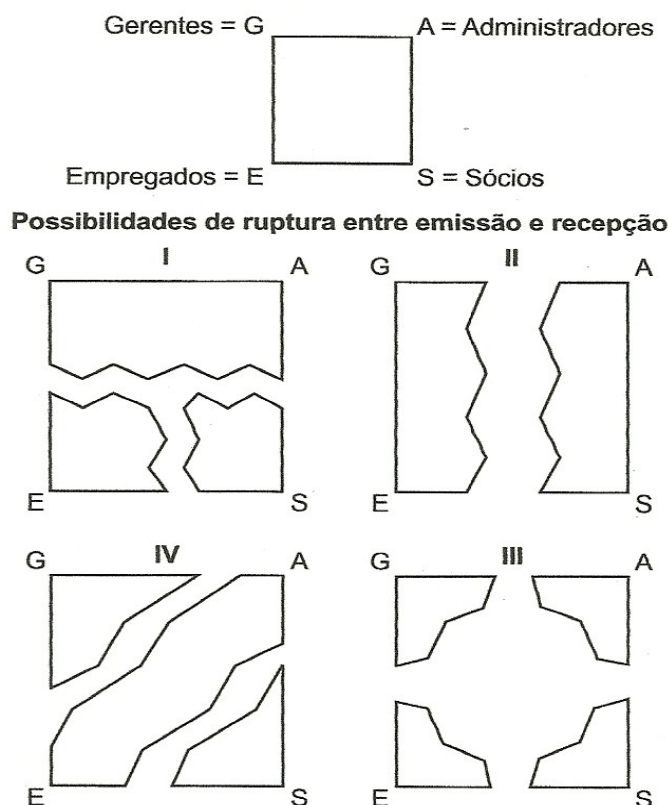 Gerentes = G A = Administradores
Empregados = E S = Sócios
Possibilidades de ruptura entre emissão e recepção
I II
G A G A
E S E S
IV III
G A G A
E S E S